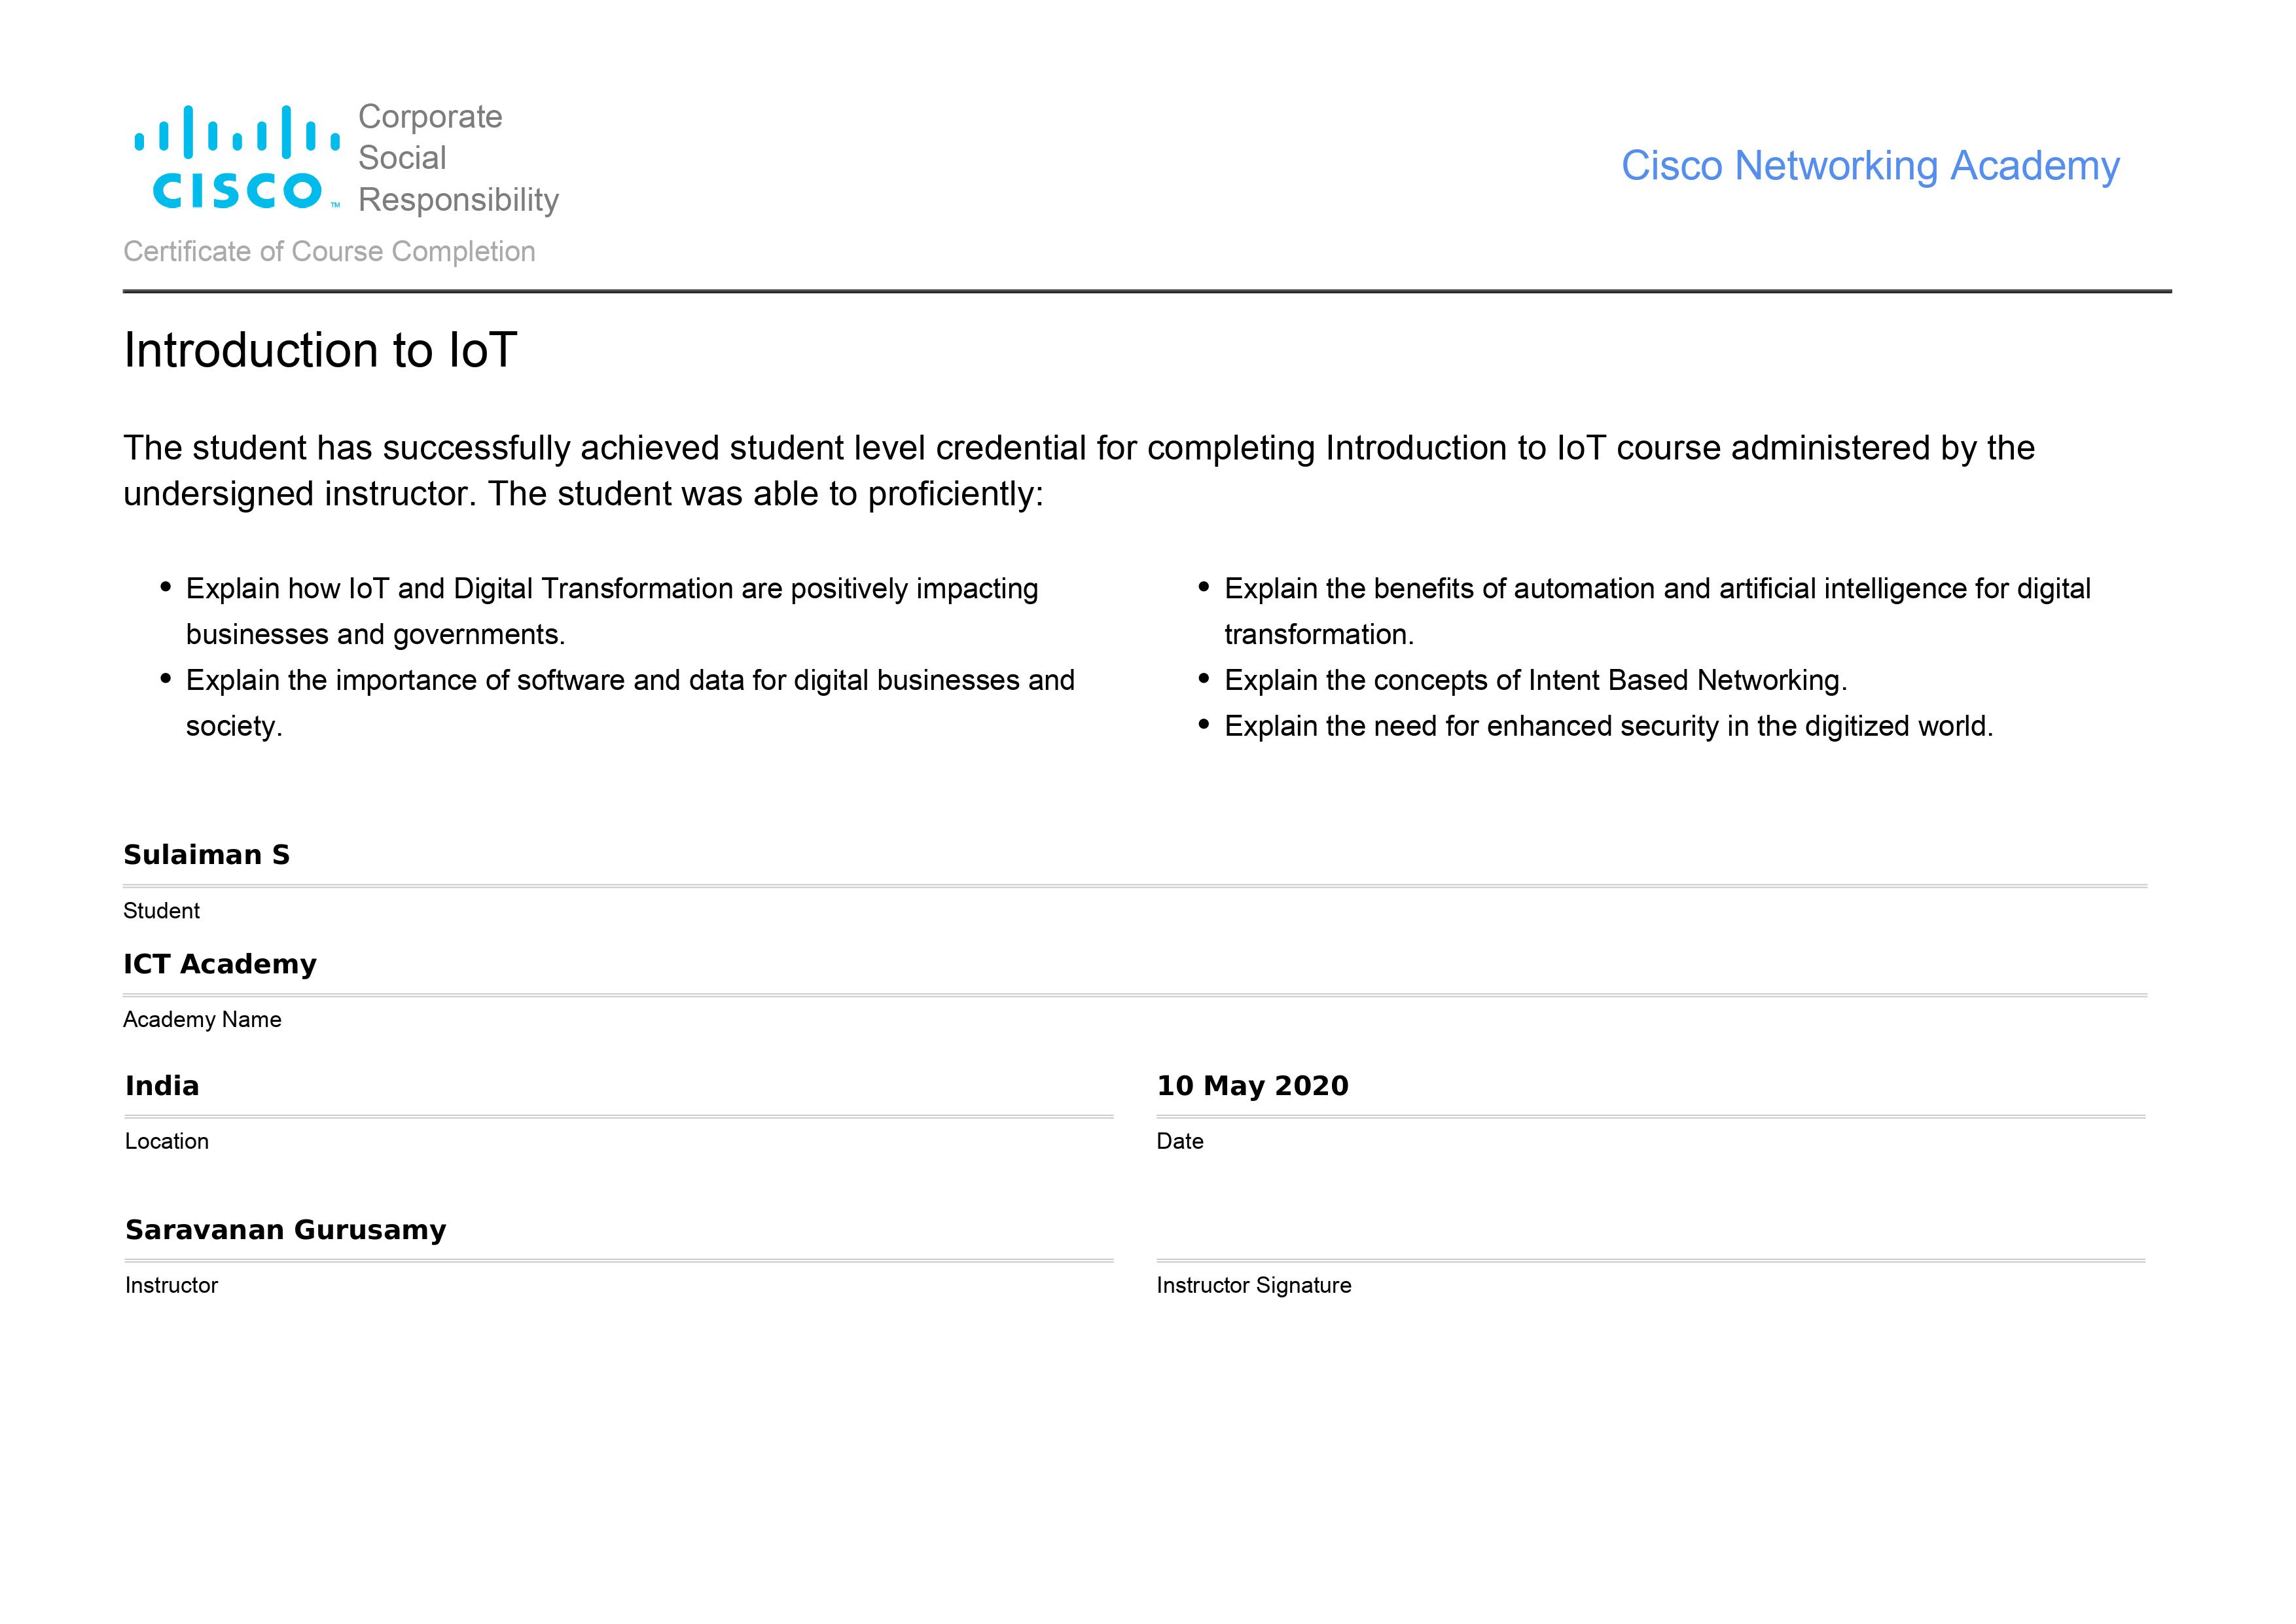 Corporate
Social
Responsibility
CISCO™
Cisco Networking Academy
Certificate of Course Completion
Introduction to IoT
The student has successfully achieved student level credential for completing Introduction to IoT course administered by the
undersigned instructor. The student was able to proficiently:
Explain how IoT and Digital Transformation are positively impacting
businesses and governments.
Explain the importance of software and data for digital businesses and
society.
Explain the benefits of automation and artificial intelligence for digital
transformation.
Explain the concepts of Intent Based Networking.
Explain the need for enhanced security in the digitized world.
Sulaiman S
Student
ICT Academy
Academy Name
India
Location
10 May 2020
Date
Saravanan Gurusamy
Instructor
Instructor Signature